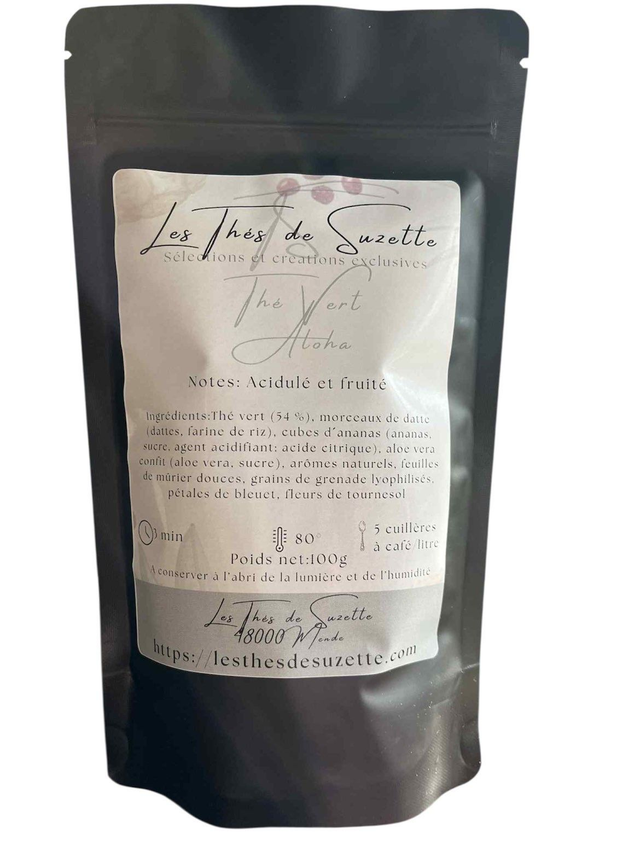 Les Thés de Suzette
Sélections et créations exclusives
Thé Vert
Aloha
Notes: Acidulé et fruité
Ingrédients:Thé vert (54 %), morceaux de datte
(dattes, farine de riz), cubes d'ananas (ananas,
sucre, agent acidifiant: acide citrique), aloe vera
confit (aloe vera, sucre), arômes naturels, feuilles
de mûrier douces, grains de grenade lyophilisés,
pétales de bleuet, fleurs de tournesol
3 min
80°
5 cuillères
à café/litre
Poids net:100g
A conserver à l'abri de la lumière et de l'humidité
Les Thés de Suzette
48000 Mende
https://lesthesdesuzette.com